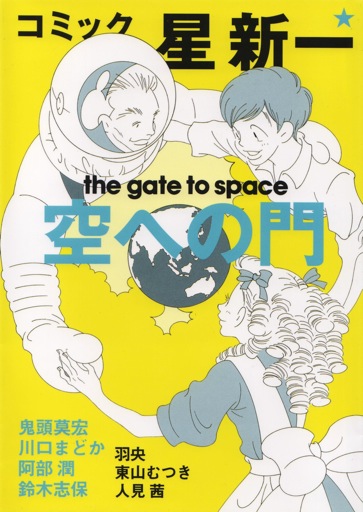 コミック 星新一
the gate to space
空への門
鬼頭莫宏
川口まどか
阿部 潤
鈴木志保
羽央
東山むつき
人見 茜